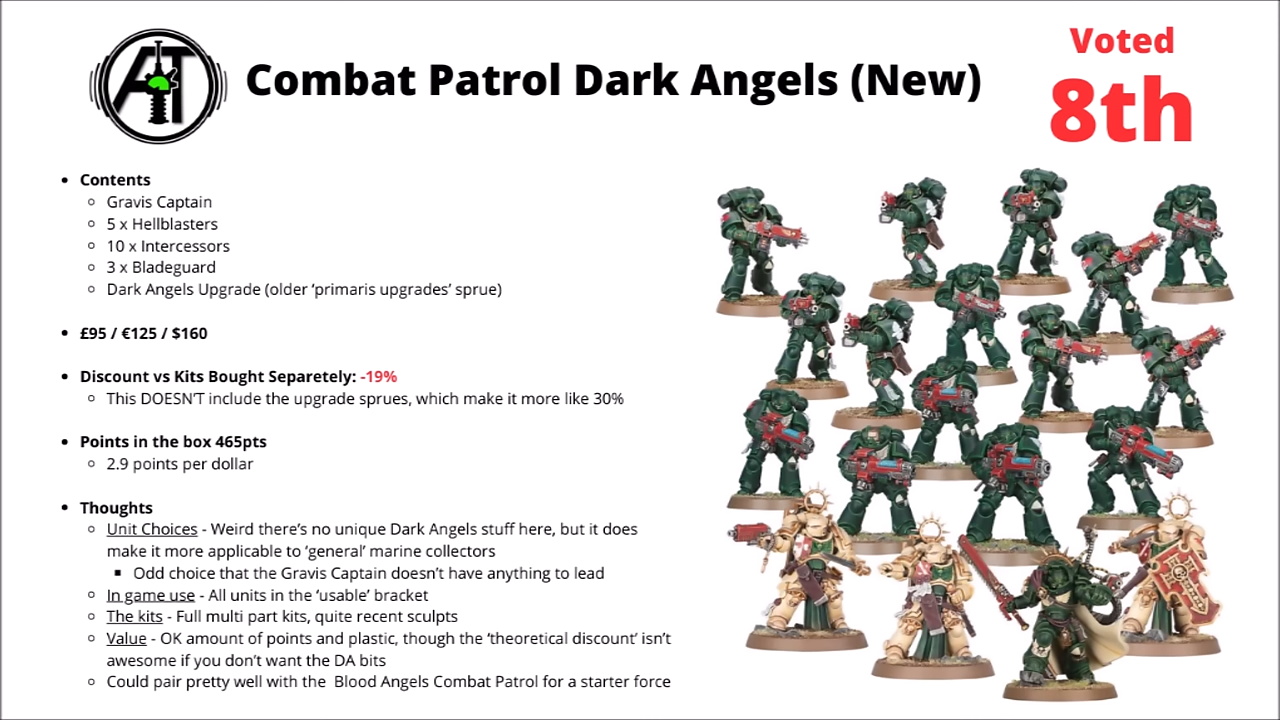 AT
Combat Patrol Dark Angels (New)
Voted
8th
• Contents
◦ Gravis Captain
◦ 5 x Hellblasters
◦ 10 x Intercessors
◦ 3 x Bladeguard
◦ Dark Angels Upgrade (older ‘primaris upgrades’ sprue)
• £95 / €125 / $160
• Discount vs Kits Bought Separetely: -19%
◦ This DOESN’T include the upgrade sprues, which make it more like 30%
• Points in the box 465pts
◦ 2.9 points per dollar
• Thoughts
◦ Unit Choices - Weird there’s no unique Dark Angels stuff here, but it does
make it more applicable to ‘general’ marine collectors
▪ Odd choice that the Gravis Captain doesn’t have anything to lead
◦ In game use - All units in the ‘usable’ bracket
◦ The kits - Full multi part kits, quite recent sculpts
◦ Value - OK amount of points and plastic, though the ‘theoretical discount’ isn’t
awesome if you don’t want the DA bits
◦ Could pair pretty well with the Blood Angels Combat Patrol for a starter force